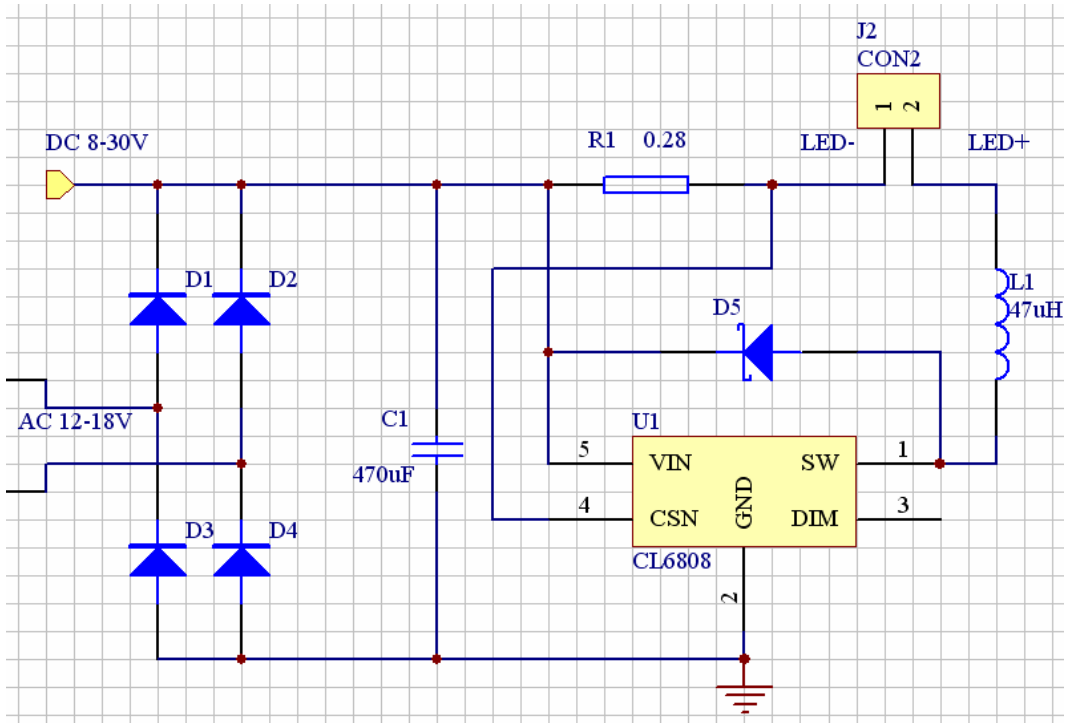 J2
CON2
1 2
DC 8-30V
R1 0.28
LED-
LED+
D1
D2
L1
47uH
D5
AC 12-18V
C1
470uF
U1
5
VIN
SW
1
4
CSN
GND
DIM
3
D3
D4
CL6808
2